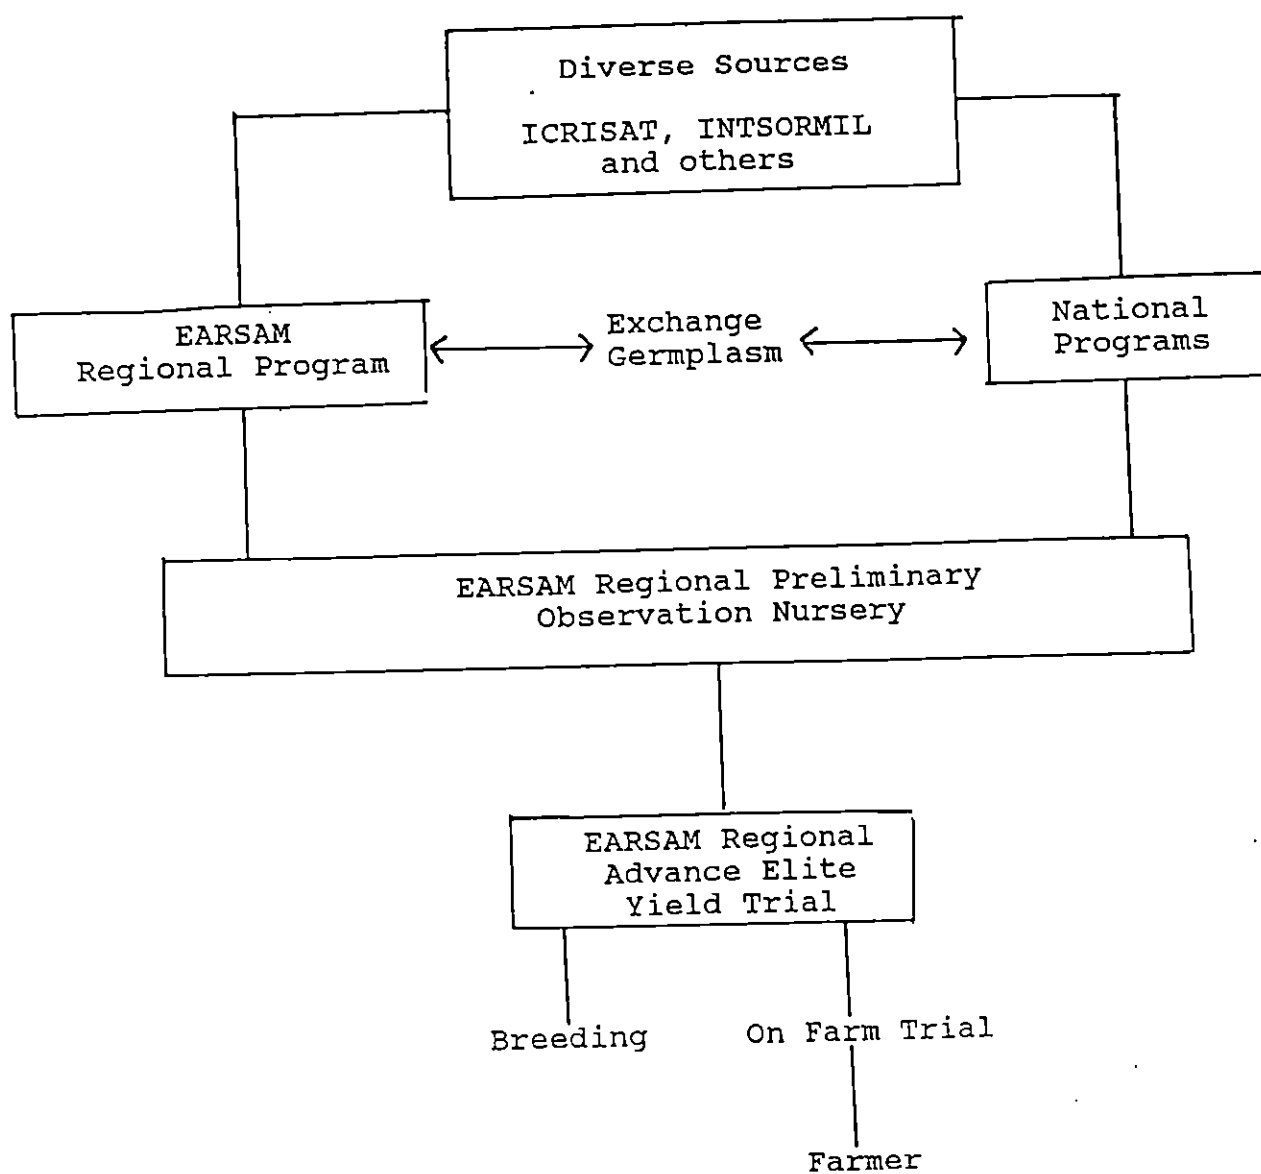 Diverse Sources
ICRISAT, INTSORMIL
and others
EARSAM
Regional Program
Exchange
Germplasm
National
Programs
EARSAM Regional Preliminary
Observation Nursery
EARSAM Regional
Advance Elite
Yield Trial
Breeding
On Farm Trial
Farmer